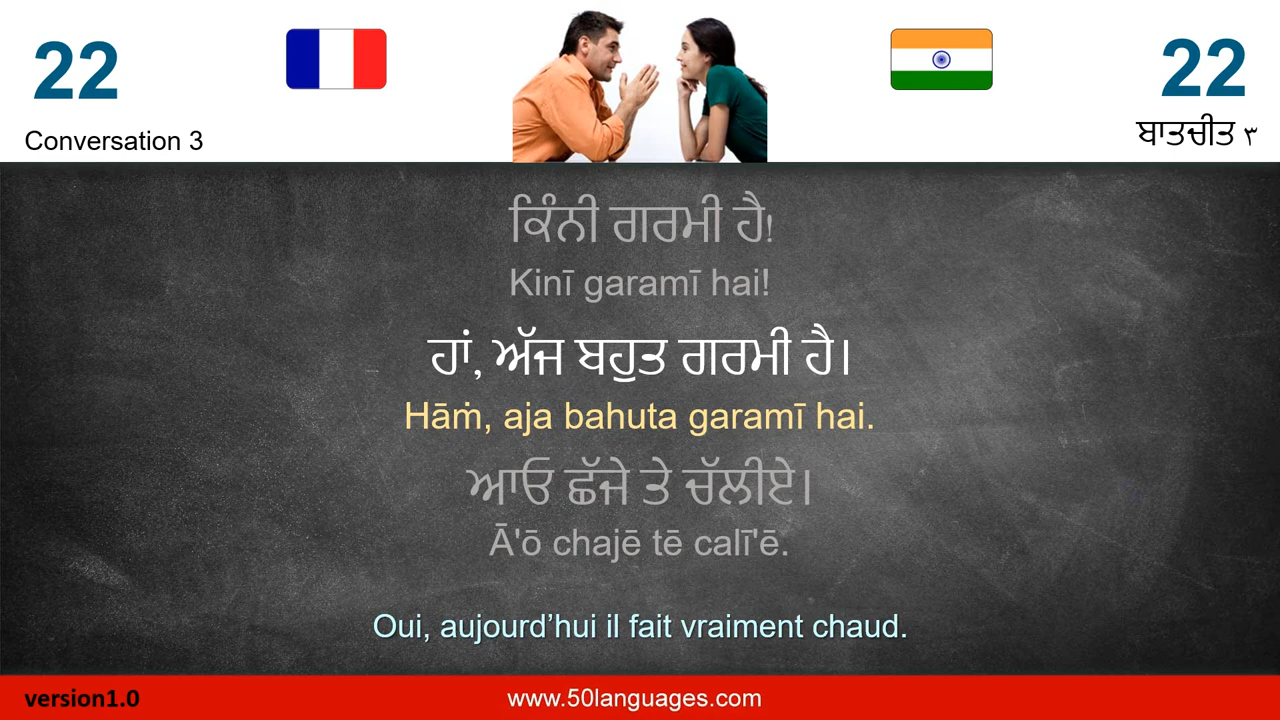 22
22
Conversation 3
ਬਾਤਚੀਤ ੩
ਕਿੰਨੀ ਗਰਮੀ ਹੈ!
Kinī garamī hai!
ਹਾਂ, ਅੱਜ ਬਹੁਤ ਗਰਮੀ ਹੈ।
Hāṁ, aja bahuta garamī hai.
ਆਓ ਛੱਜੇ ਤੇ ਚੱਲੀਏ।
Ā'ō chajē tē calī'ē.
Oui, aujourd’hui il fait vraiment chaud.
version1.0
www.50languages.com